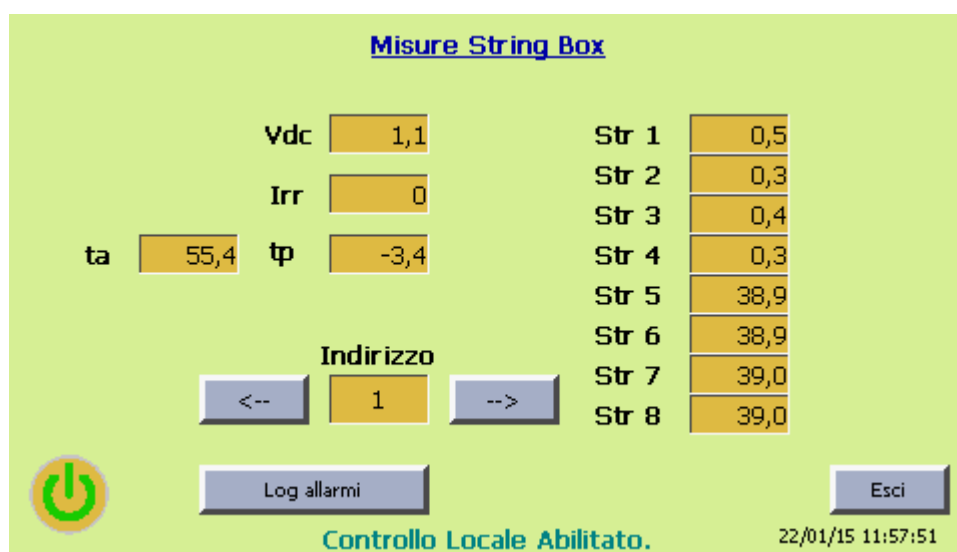 Misure String Box
Vdc 1,1
Irr 0
ta 55,4 tp -3,4
Str 1 0,5
Str 2 0,3
Str 3 0,4
Str 4 0,3
Str 5 38,9
Str 6 38,9
Str 7 39,0
Str 8 39,0
Indirizzo
<-- 1 -->
Log allarmi
Esci
Controllo Locale Abilitato.
22/01/15 11:57:51